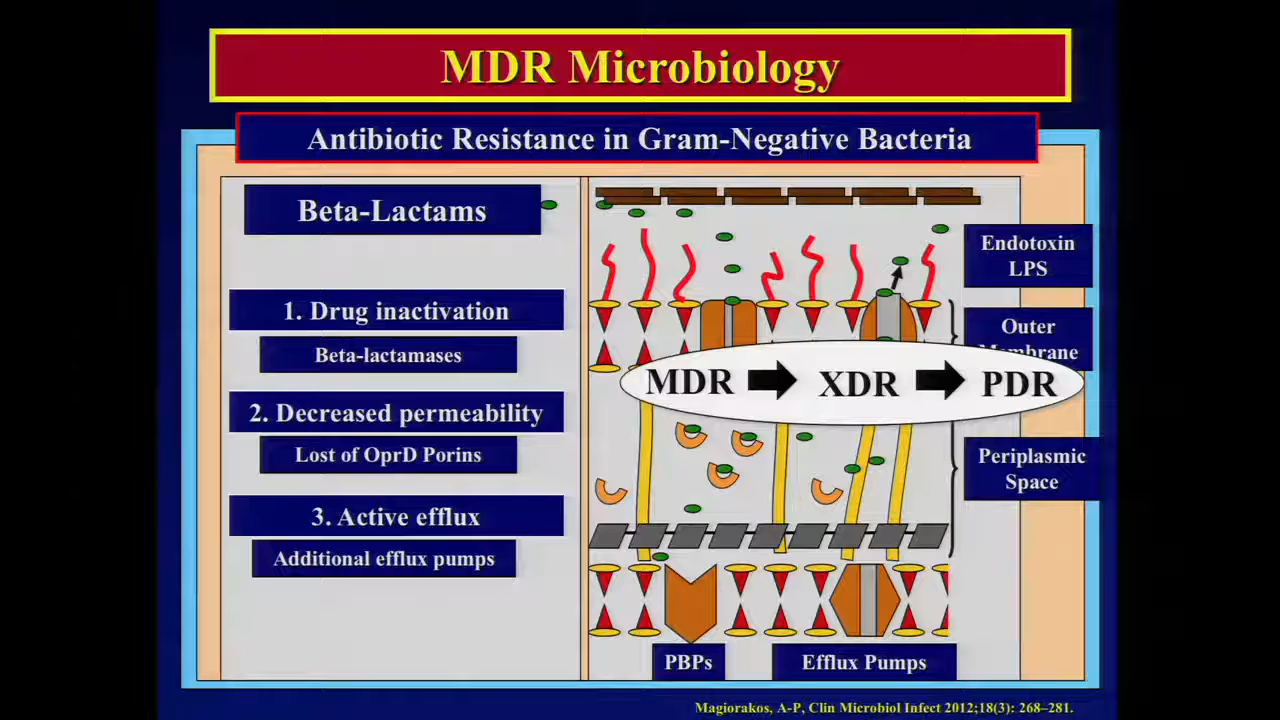 MDR Microbiology
Antibiotic Resistance in Gram-Negative Bacteria
Beta-Lactams
1. Drug inactivation
Beta-lactamases
2. Decreased permeability
Lost of OprD Porins
3. Active efflux
Additional efflux pumps
Endotoxin
LPS
Outer
Membrane
MDR XDR PDR
Periplasmic
Space
PBPs
Efflux Pumps
Magiorakos, A-P, Clin Microbiol Infect 2012;18(3): 268–281.